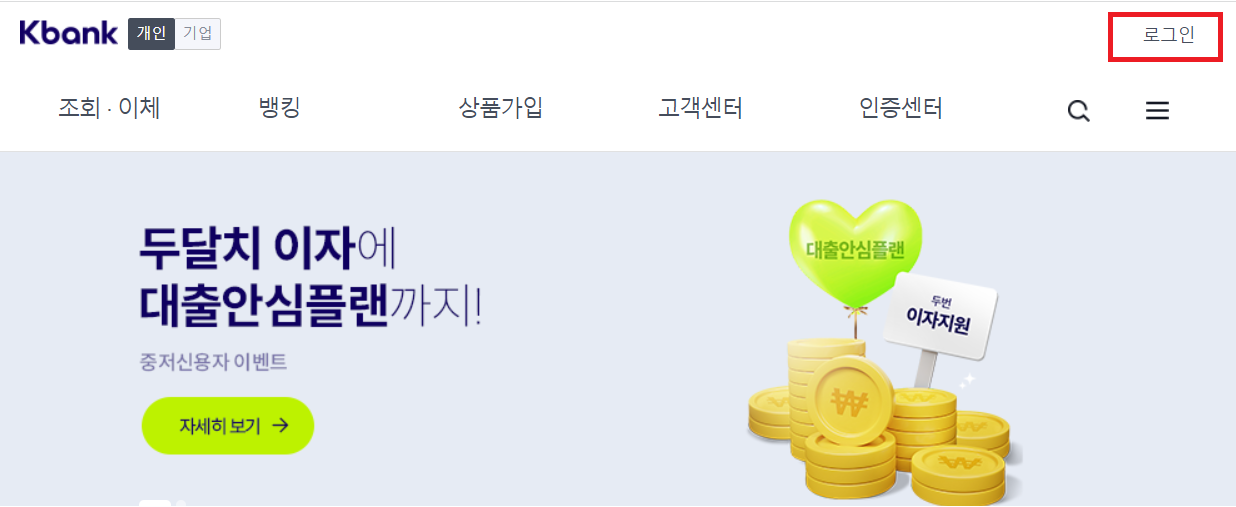 Kbank 개인 기업
로그인
조회 · 이체 뱅킹 상품가입 고객센터 인증센터
두달치 이자에
대출안심플랜까지!
중저신용자 이벤트
자세히 보기 →
대출안심플랜
두번
이자지원
₩
₩